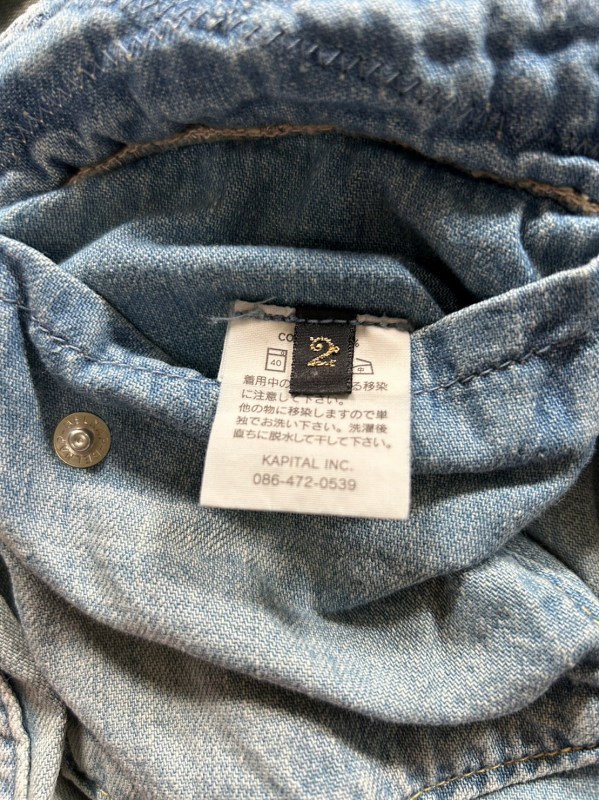 CO %
2
40 中
着用中の る移染
に注意して下さい。
他の物に移染しますので単
独でお洗い下さい。洗濯後
直ちに脱水して干して下さい。
KAPITAL INC.
086-472-0539